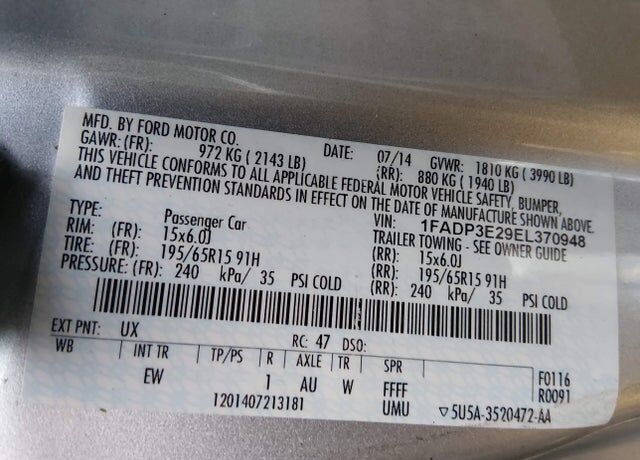 MFD. BY FORD MOTOR CO.
DATE: 07/14 GVWR: 1810 KG ( 3990 LB)
GAWR: (FR): 972 KG ( 2143 LB) (RR): 880 KG ( 1940 LB)
THIS VEHICLE CONFORMS TO ALL APPLICABLE FEDERAL MOTOR VEHICLE SAFETY, BUMPER,
AND THEFT PREVENTION STANDARDS IN EFFECT ON THE DATE OF MANUFACTURE SHOWN ABOVE.
VIN: 1FADP3E29EL370948
TYPE: Passenger Car TRAILER TOWING - SEE OWNER GUIDE
RIM: (FR): 15x6.0J (RR): 15x6.0J
TIRE: (FR): 195/65R15 91H (RR): 195/65R15 91H
PRESSURE: (FR): 240 kPa/ 35 PSI COLD (RR): 240 kPa/ 35 PSI COLD
EXT PNT: UX RC: 47 DSO:
WB INT TR TP/PS R AXLE TR SPR F0116
EW 1 AU W FFFF R0091
1201407213181 UMU ▽5U5A-3520472-AA